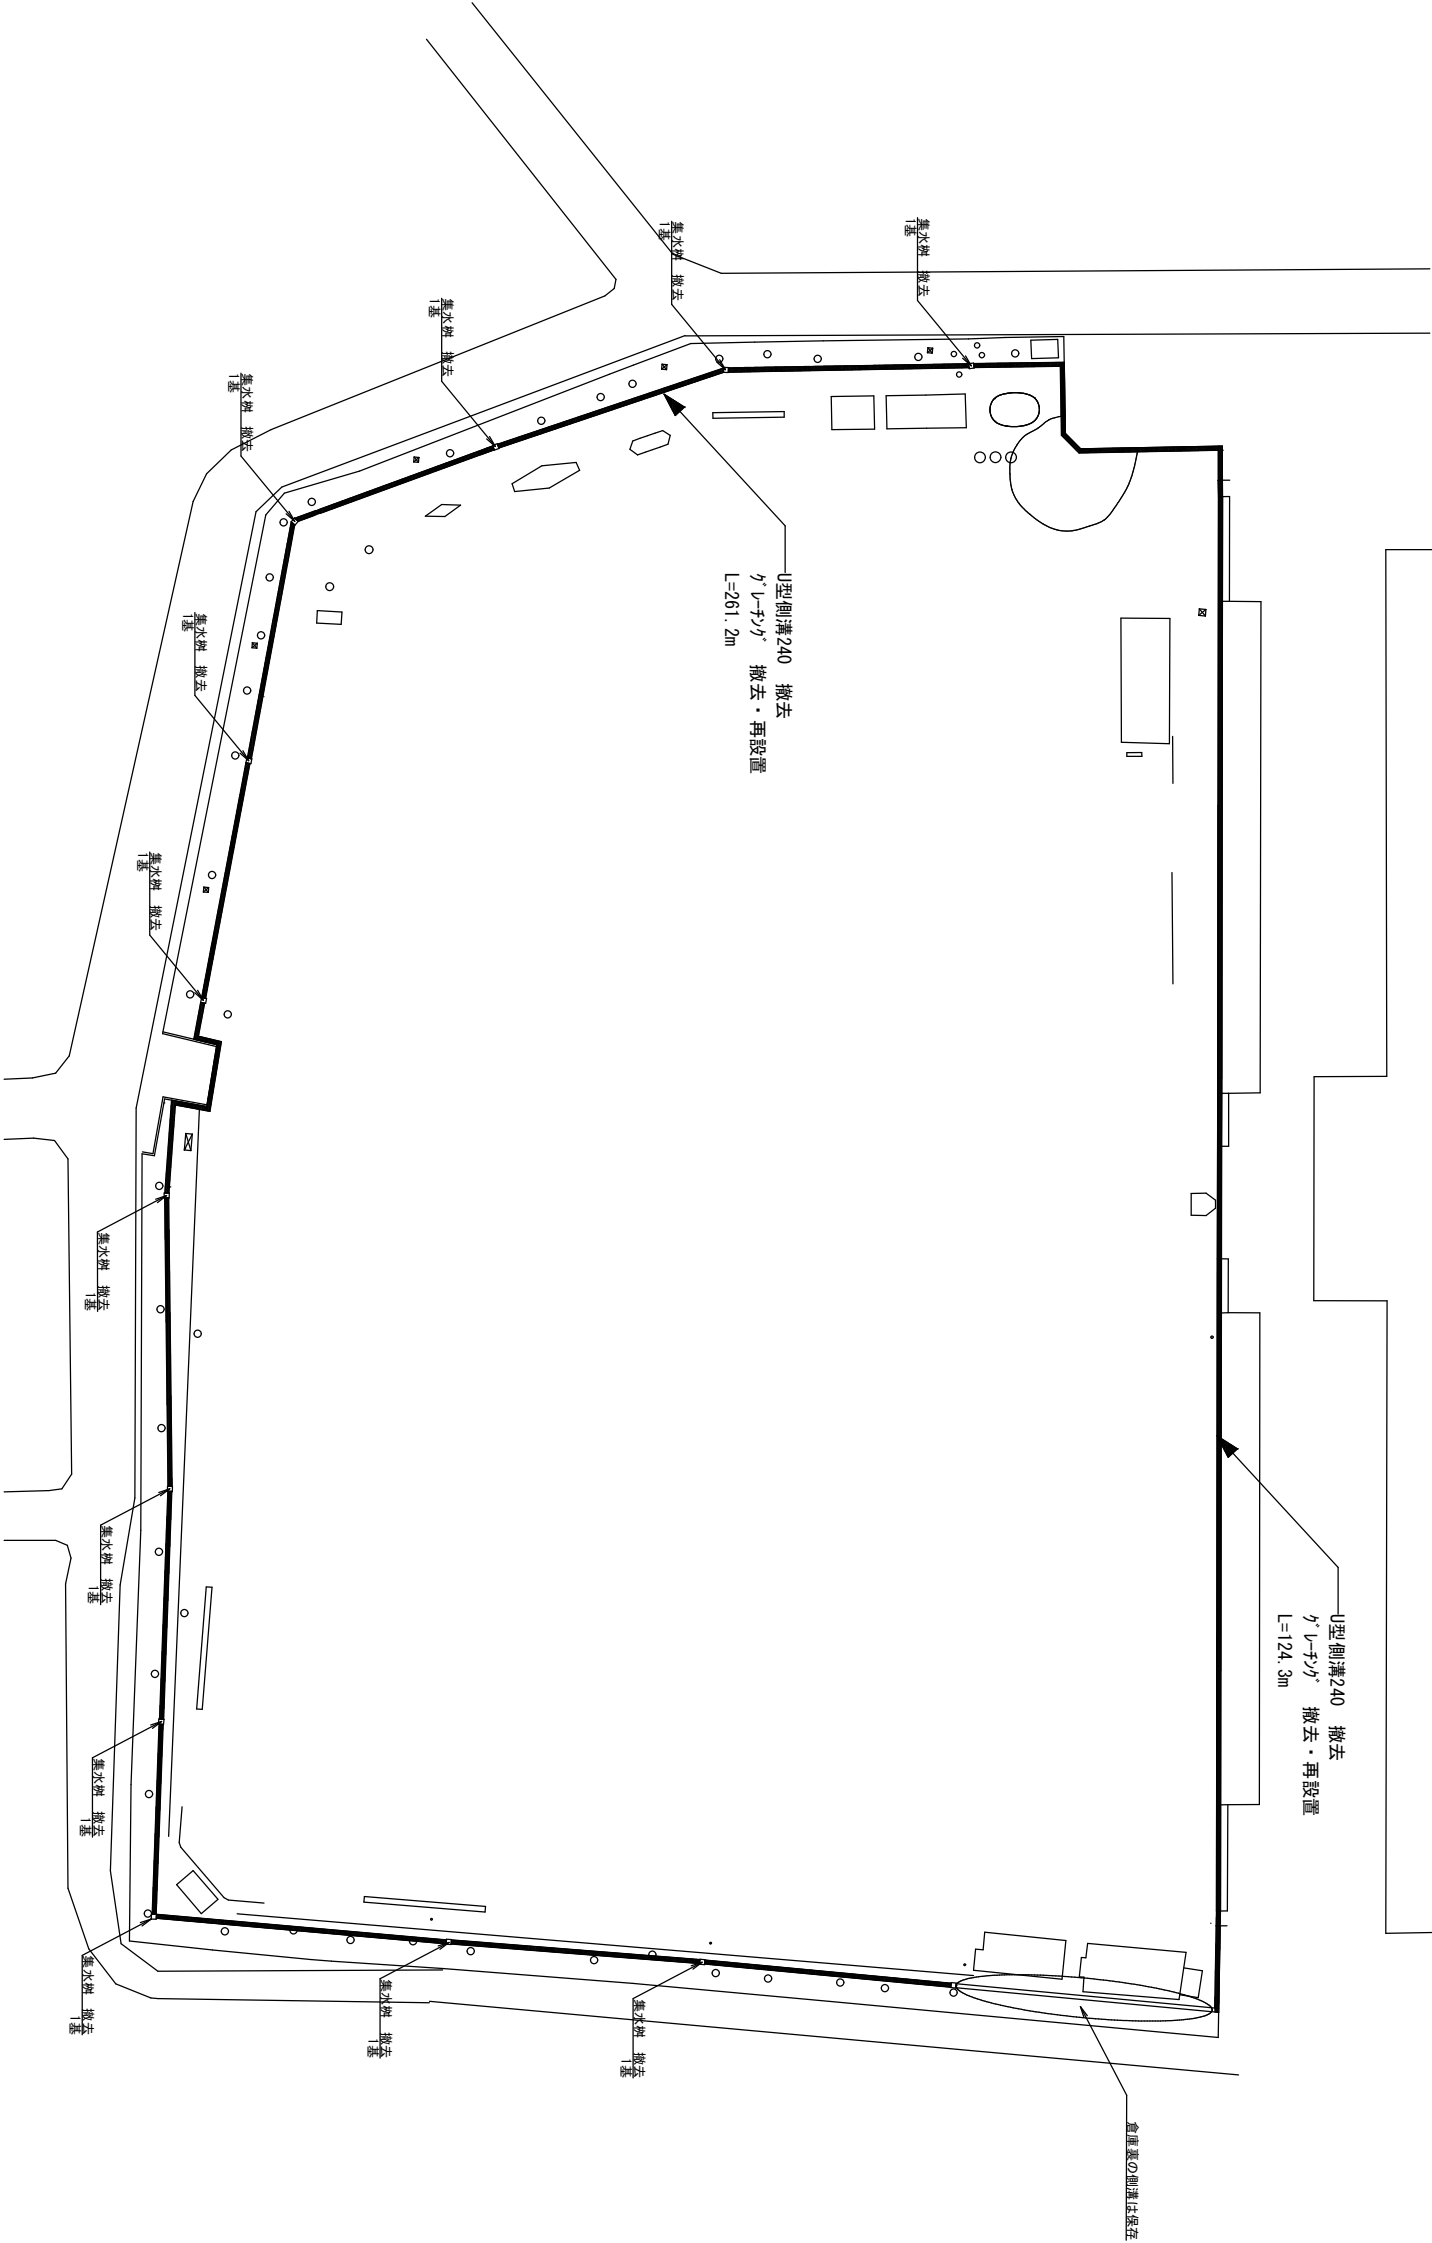 集水桝　撤去
1基
集水桝　撤去
1基
集水桝　撤去
1基
集水桝　撤去
1基
集水桝　撤去
1基
集水桝　撤去
1基
U型側溝240　撤去
グレーチング　撤去・再設置
L=261.2m
集水桝　撤去
1基
集水桝　撤去
1基
集水桝　撤去
1基
集水桝　撤去
1基
集水桝　撤去
1基
集水桝　撤去
1基
U型側溝240　撤去
グレーチング　撤去・再設置
L=124.3m
倉庫裏の側溝は保存